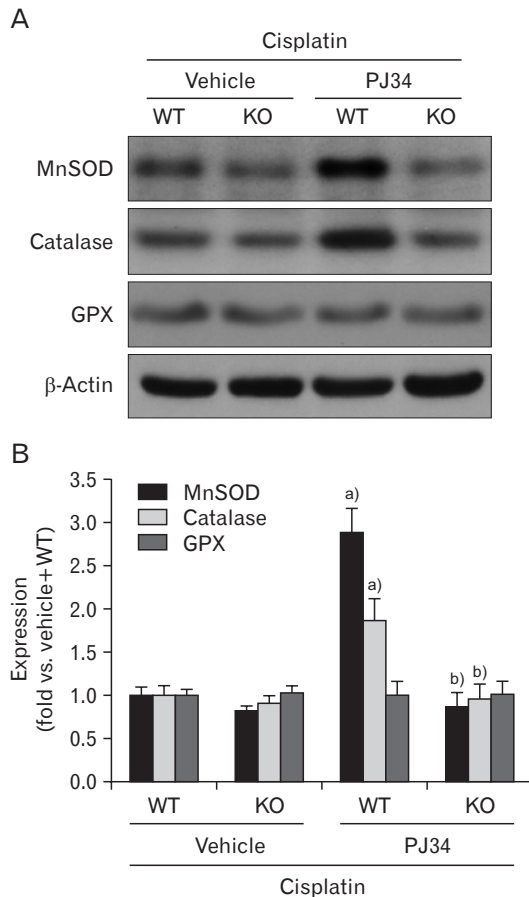 A
Cisplatin
Vehicle PJ34
WT KO WT KO
MnSOD
Catalase
GPX
β-Actin
B
Expression
(fold vs. vehicle+WT)
3.5
3.0
2.5
2.0
1.5
1.0
0.5
0.0
MnSOD
Catalase
GPX
a)
a)
b) b)
WT KO WT KO
Vehicle PJ34
Cisplatin